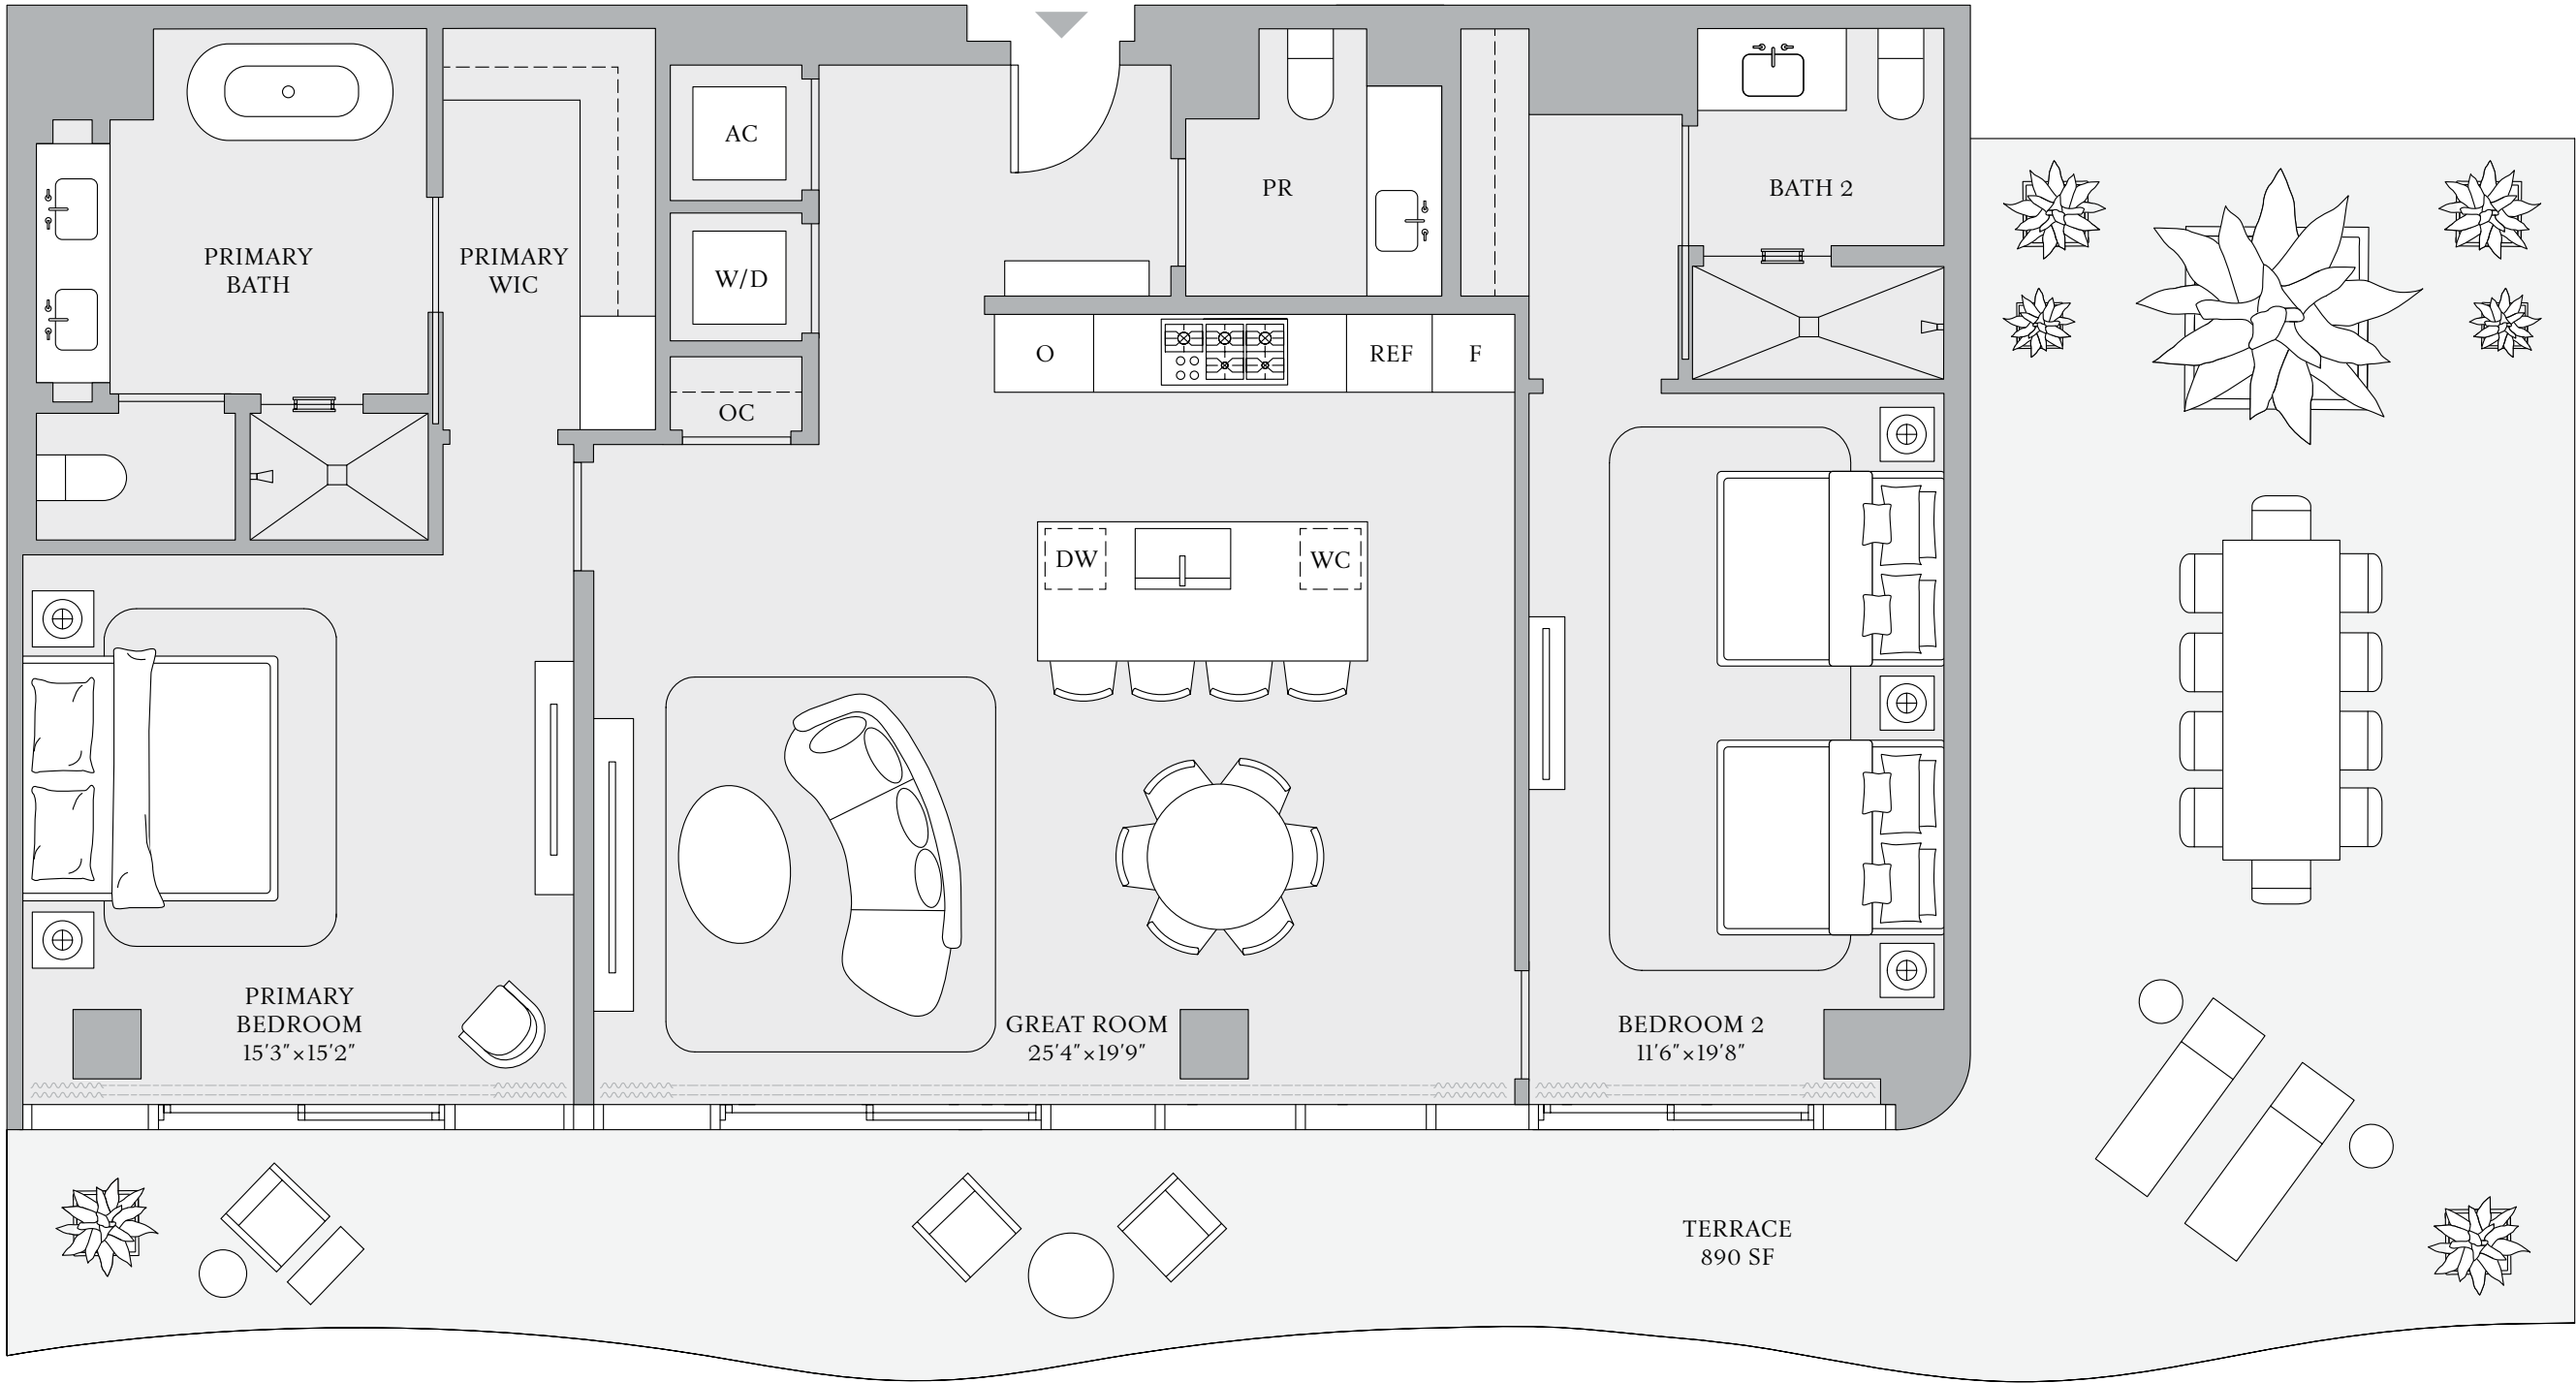 AC
PR
BATH 2
PRIMARY
BATH
PRIMARY
WIC
W/D
O
REF
F
OC
DW
WC
PRIMARY
BEDROOM
15'3"×15'2"
GREAT ROOM
25'4"×19'9"
BEDROOM 2
11'6"×19'8"
TERRACE
890 SF